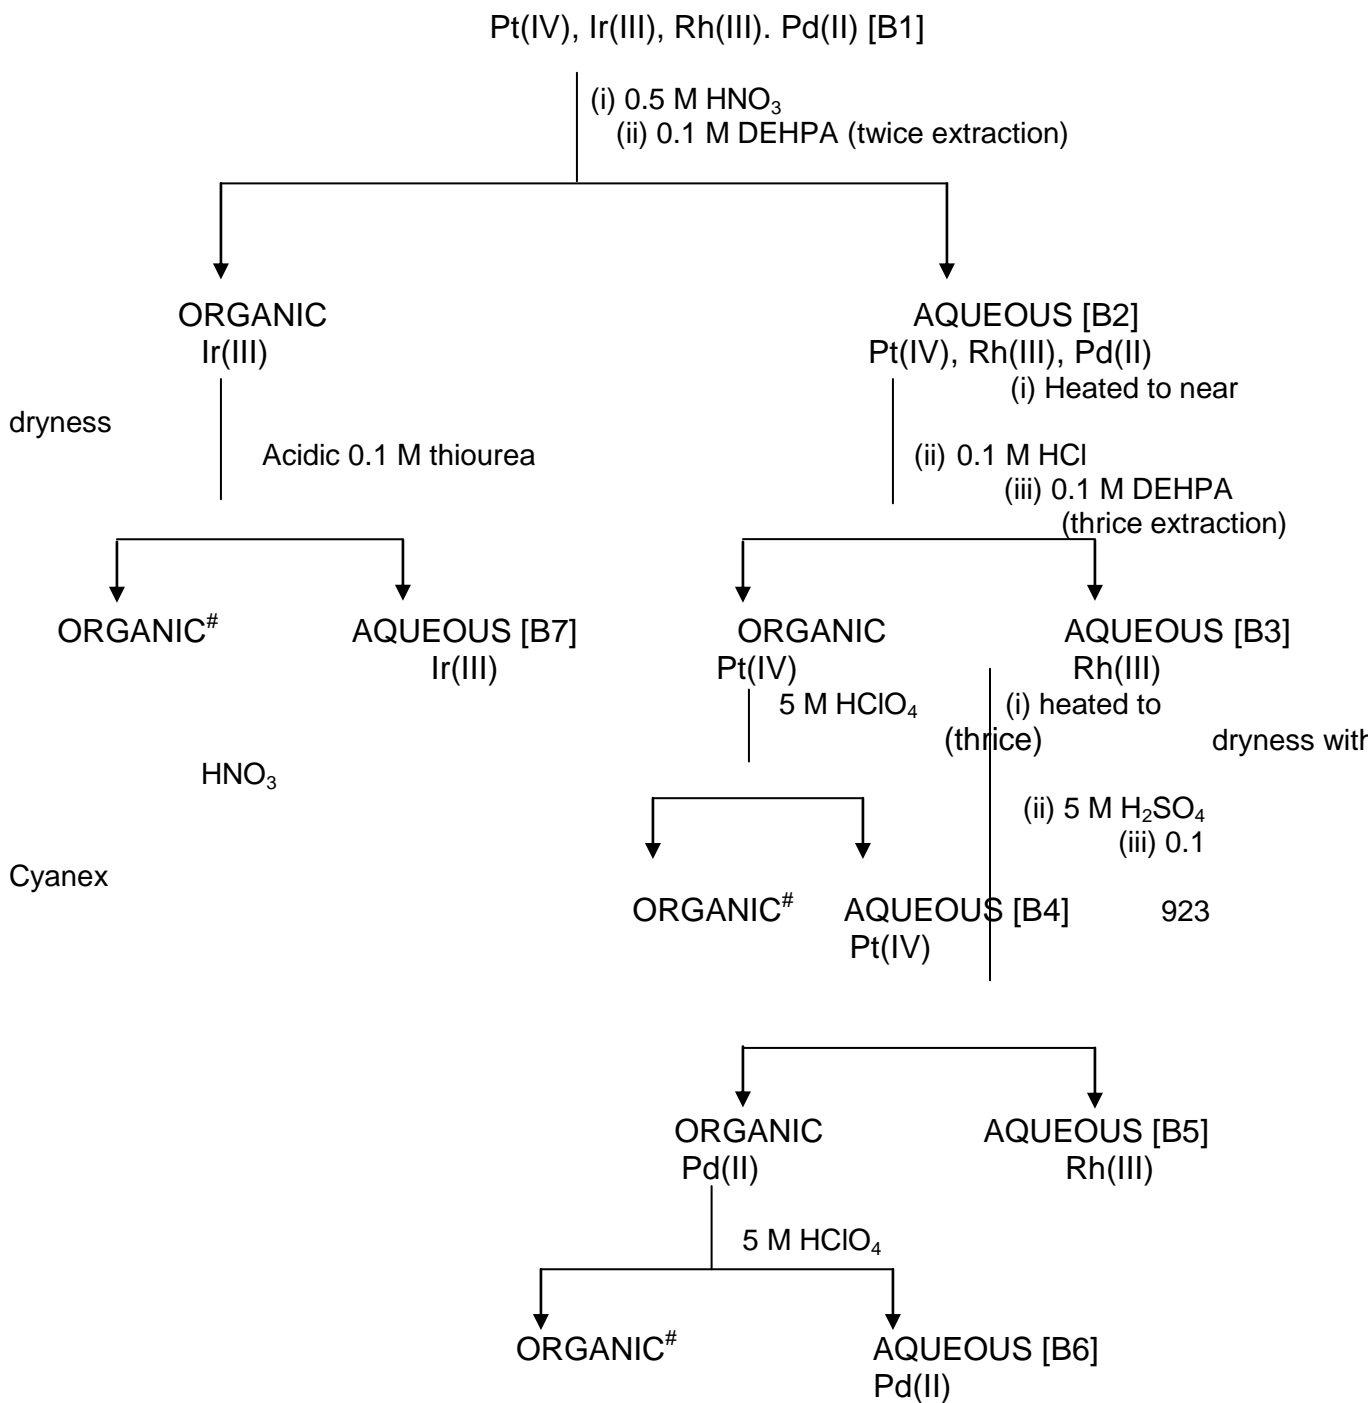 Pt(IV), Ir(III), Rh(III). Pd(II) [B1]
(i) 0.5 M HNO₃
(ii) 0.1 M DEHPA (twice extraction)
ORGANIC
Ir(III)
AQUEOUS [B2]
Pt(IV), Rh(III), Pd(II)
(i) Heated to near
dryness
Acidic 0.1 M thiourea
(ii) 0.1 M HCl
(iii) 0.1 M DEHPA
(thrice extraction)
ORGANIC#
AQUEOUS [B7]
Ir(III)
ORGANIC
Pt(IV)
AQUEOUS [B3]
Rh(III)
5 M HClO₄
(i) heated to
(thrice)
dryness with
HNO₃
(ii) 5 M H₂SO₄
(iii) 0.1
Cyanex
ORGANIC#
AQUEOUS [B4]
923
Pt(IV)
ORGANIC
Pd(II)
AQUEOUS [B5]
Rh(III)
5 M HClO₄
ORGANIC#
AQUEOUS [B6]
Pd(II)